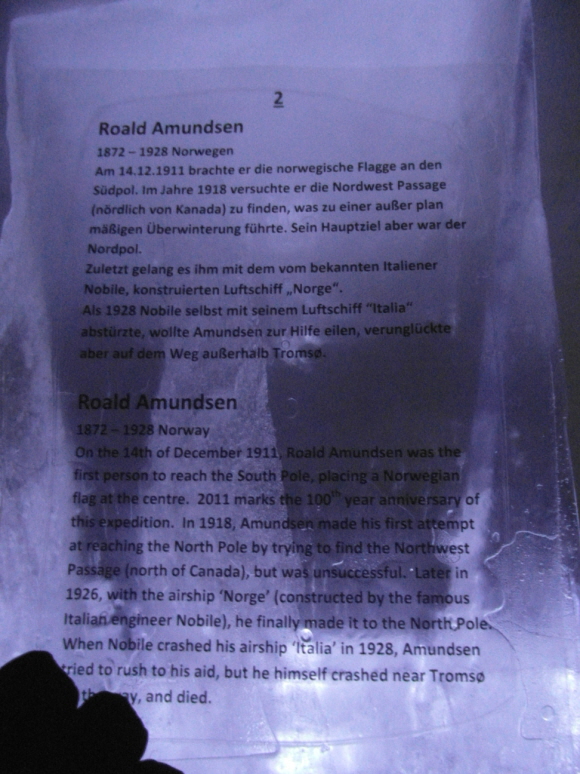 2
Roald Amundsen
1872 – 1928 Norwegen
Am 14.12.1911 brachte er die norwegische Flagge an den
Südpol. Im Jahre 1918 versuchte er die Nordwest Passage
(nördlich von Kanada) zu finden, was zu einer außer plan
mäßigen Überwinterung führte. Sein Hauptziel aber war der
Nordpol.
Zuletzt gelang es ihm mit dem vom bekannten Italiener
Nobile, konstruierten Luftschiff „Norge“.
Als 1928 Nobile selbst mit seinem Luftschiff “Italia“
abstürzte, wollte Amundsen zur Hilfe eilen, verunglückte
aber auf dem Weg außerhalb Tromsø.
Roald Amundsen
1872 – 1928 Norway
On the 14th of December 1911, Roald Amundsen was the
first person to reach the South Pole, placing a Norwegian
flag at the centre. 2011 marks the 100th year anniversary of
this expedition. In 1918, Amundsen made his first attempt
at reaching the North Pole by trying to find the Northwest
Passage (north of Canada), but was unsuccessful. Later in
1926, with the airship ‘Norge’ (constructed by the famous
Italian engineer Nobile), he finally made it to the North Pole.
When Nobile crashed his airship ‘Italia’ in 1928, Amundsen
tried to rush to his aid, but he himself crashed near Tromsø
and died.